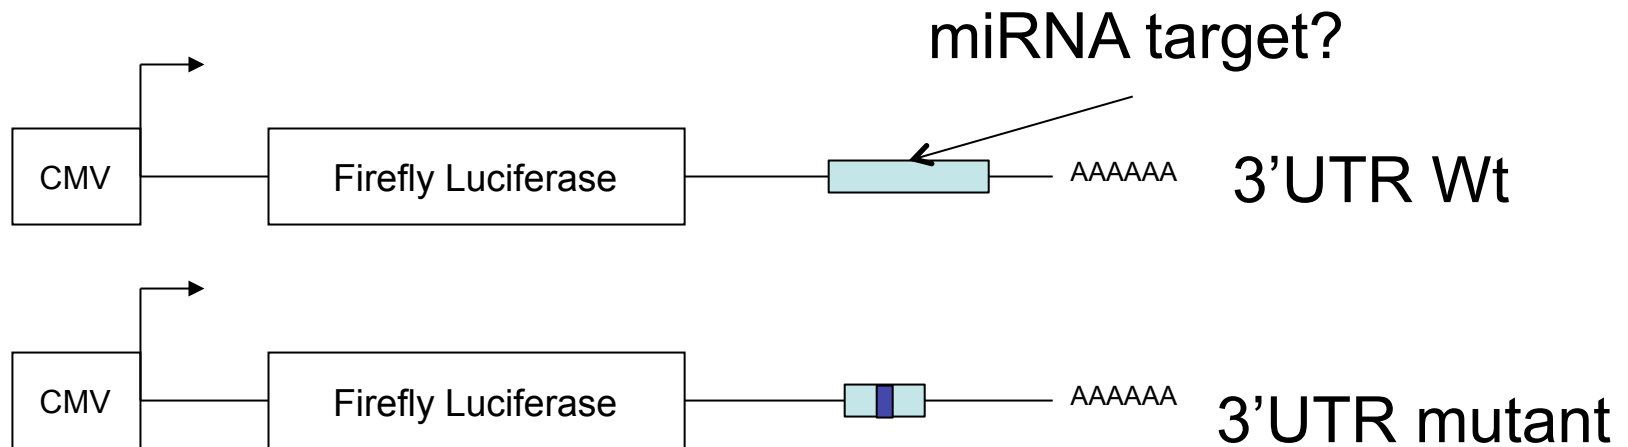 miRNA target?
CMV
Firefly Luciferase
AAAAAA
3’UTR Wt
CMV
Firefly Luciferase
AAAAAA
3’UTR mutant